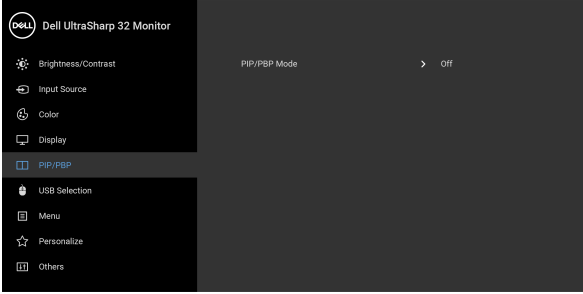 DELL Dell UltraSharp 32 Monitor
Brightness/Contrast
PIP/PBP Mode Off
Input Source
Color
Display
PIP/PBP
USB Selection
Menu
Personalize
Others